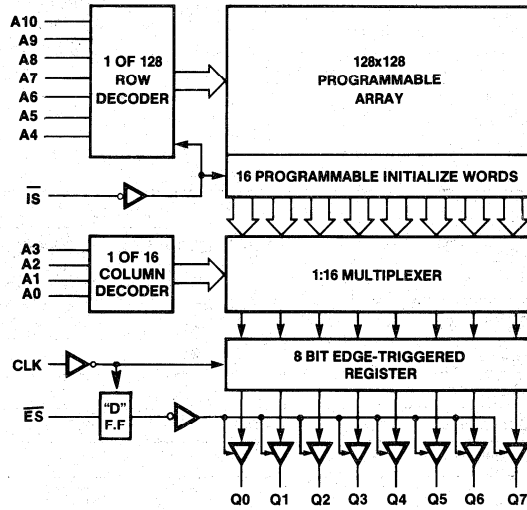 A10
A9
A8
A7
A6
A5
A4
1 OF 128
ROW
DECODER
128x128
PROGRAMMABLE
ARRAY
16 PROGRAMMABLE INITIALIZE WORDS
IS
A3
A2
A1
A0
1 OF 16
COLUMN
DECODER
1:16 MULTIPLEXER
CLK
8 BIT EDGE-TRIGGERED
REGISTER
ES
"D"
F.F
Q0 Q1 Q2 Q3 Q4 Q5 Q6 Q7